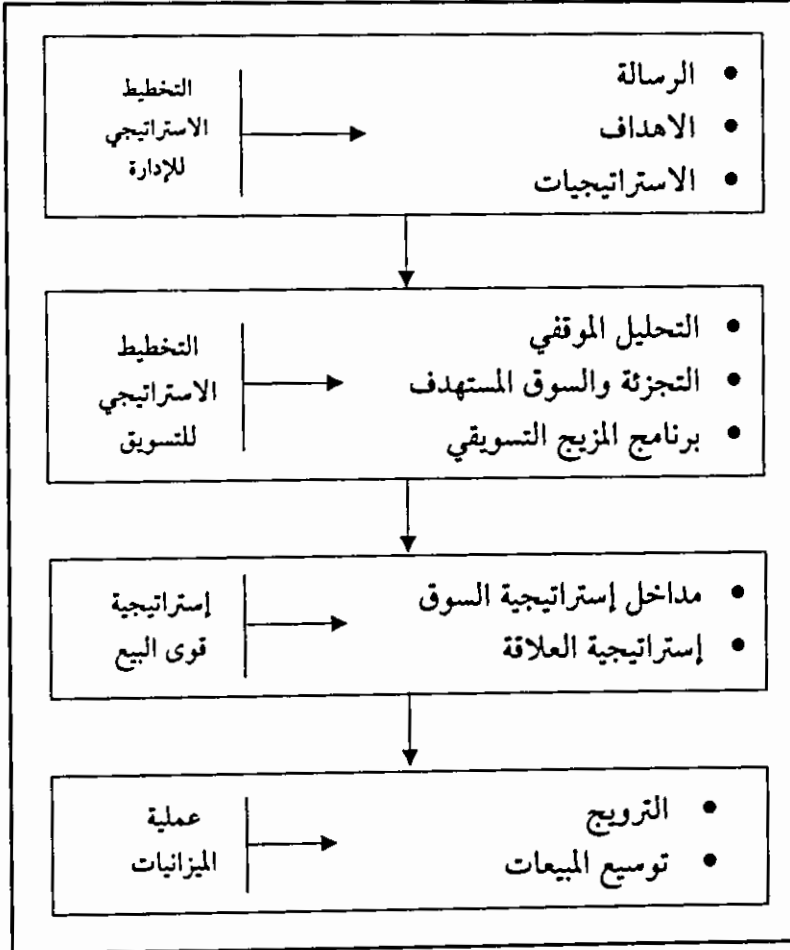 الرسالة
الاهداف
الاستراتيجيات
التخطيط
الاستراتيجي
للإدارة
التحليل الموقفي
التجزئة والسوق المستهدف
برنامج المزيج التسويقي
التخطيط
الاستراتيجي
للتسويق
مداخل إستراتيجية السوق
إستراتيجية العلاقة
إستراتيجية
قوى البيع
الترويج
توسيع المبيعات
عملية
الميزانيات